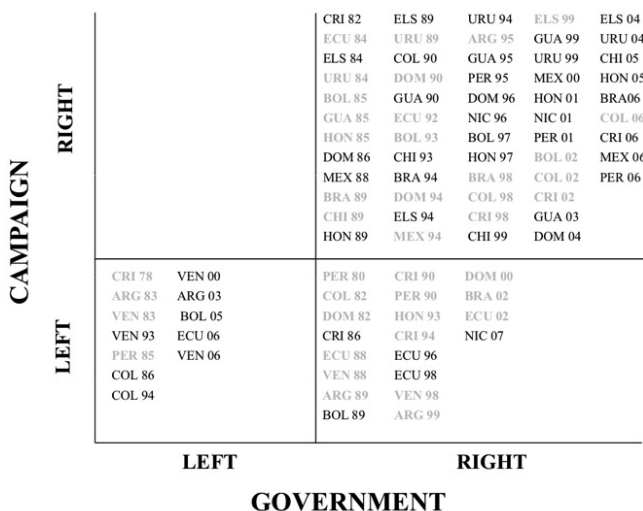 CRI 82 ELS 89 URU 94 ELS 99 ELS 04
ECU 84 URU 89 ARG 95 GUA 99 URU 04
ELS 84 COL 90 GUA 95 URU 99 CHI 05
URU 84 DOM 90 PER 95 MEX 00 HON 05
BOL 85 GUA 90 DOM 96 HON 01 BRA06
GUA 85 ECU 92 NIC 96 NIC 01 COL 06
HON 85 BOL 93 BOL 97 PER 01 CRI 06
DOM 86 CHI 93 HON 97 BOL 02 MEX 06
MEX 88 BRA 94 BRA 98 COL 02 PER 06
BRA 89 DOM 94 COL 98 CRI 02
CHI 89 ELS 94 CRI 98 GUA 03
HON 89 MEX 94 CHI 99 DOM 04
RIGHT
CAMPAIGN
LEFT
CRI 78 VEN 00 PER 80 CRI 90 DOM 00
ARG 83 ARG 03 COL 82 PER 90 BRA 02
VEN 83 BOL 05 DOM 82 HON 93 ECU 02
VEN 93 ECU 06 CRI 86 CRI 94 NIC 07
PER 85 VEN 06 ECU 88 ECU 96
COL 86 VEN 88 ECU 98
COL 94 ARG 89 VEN 98
BOL 89 ARG 99
LEFT RIGHT
GOVERNMENT